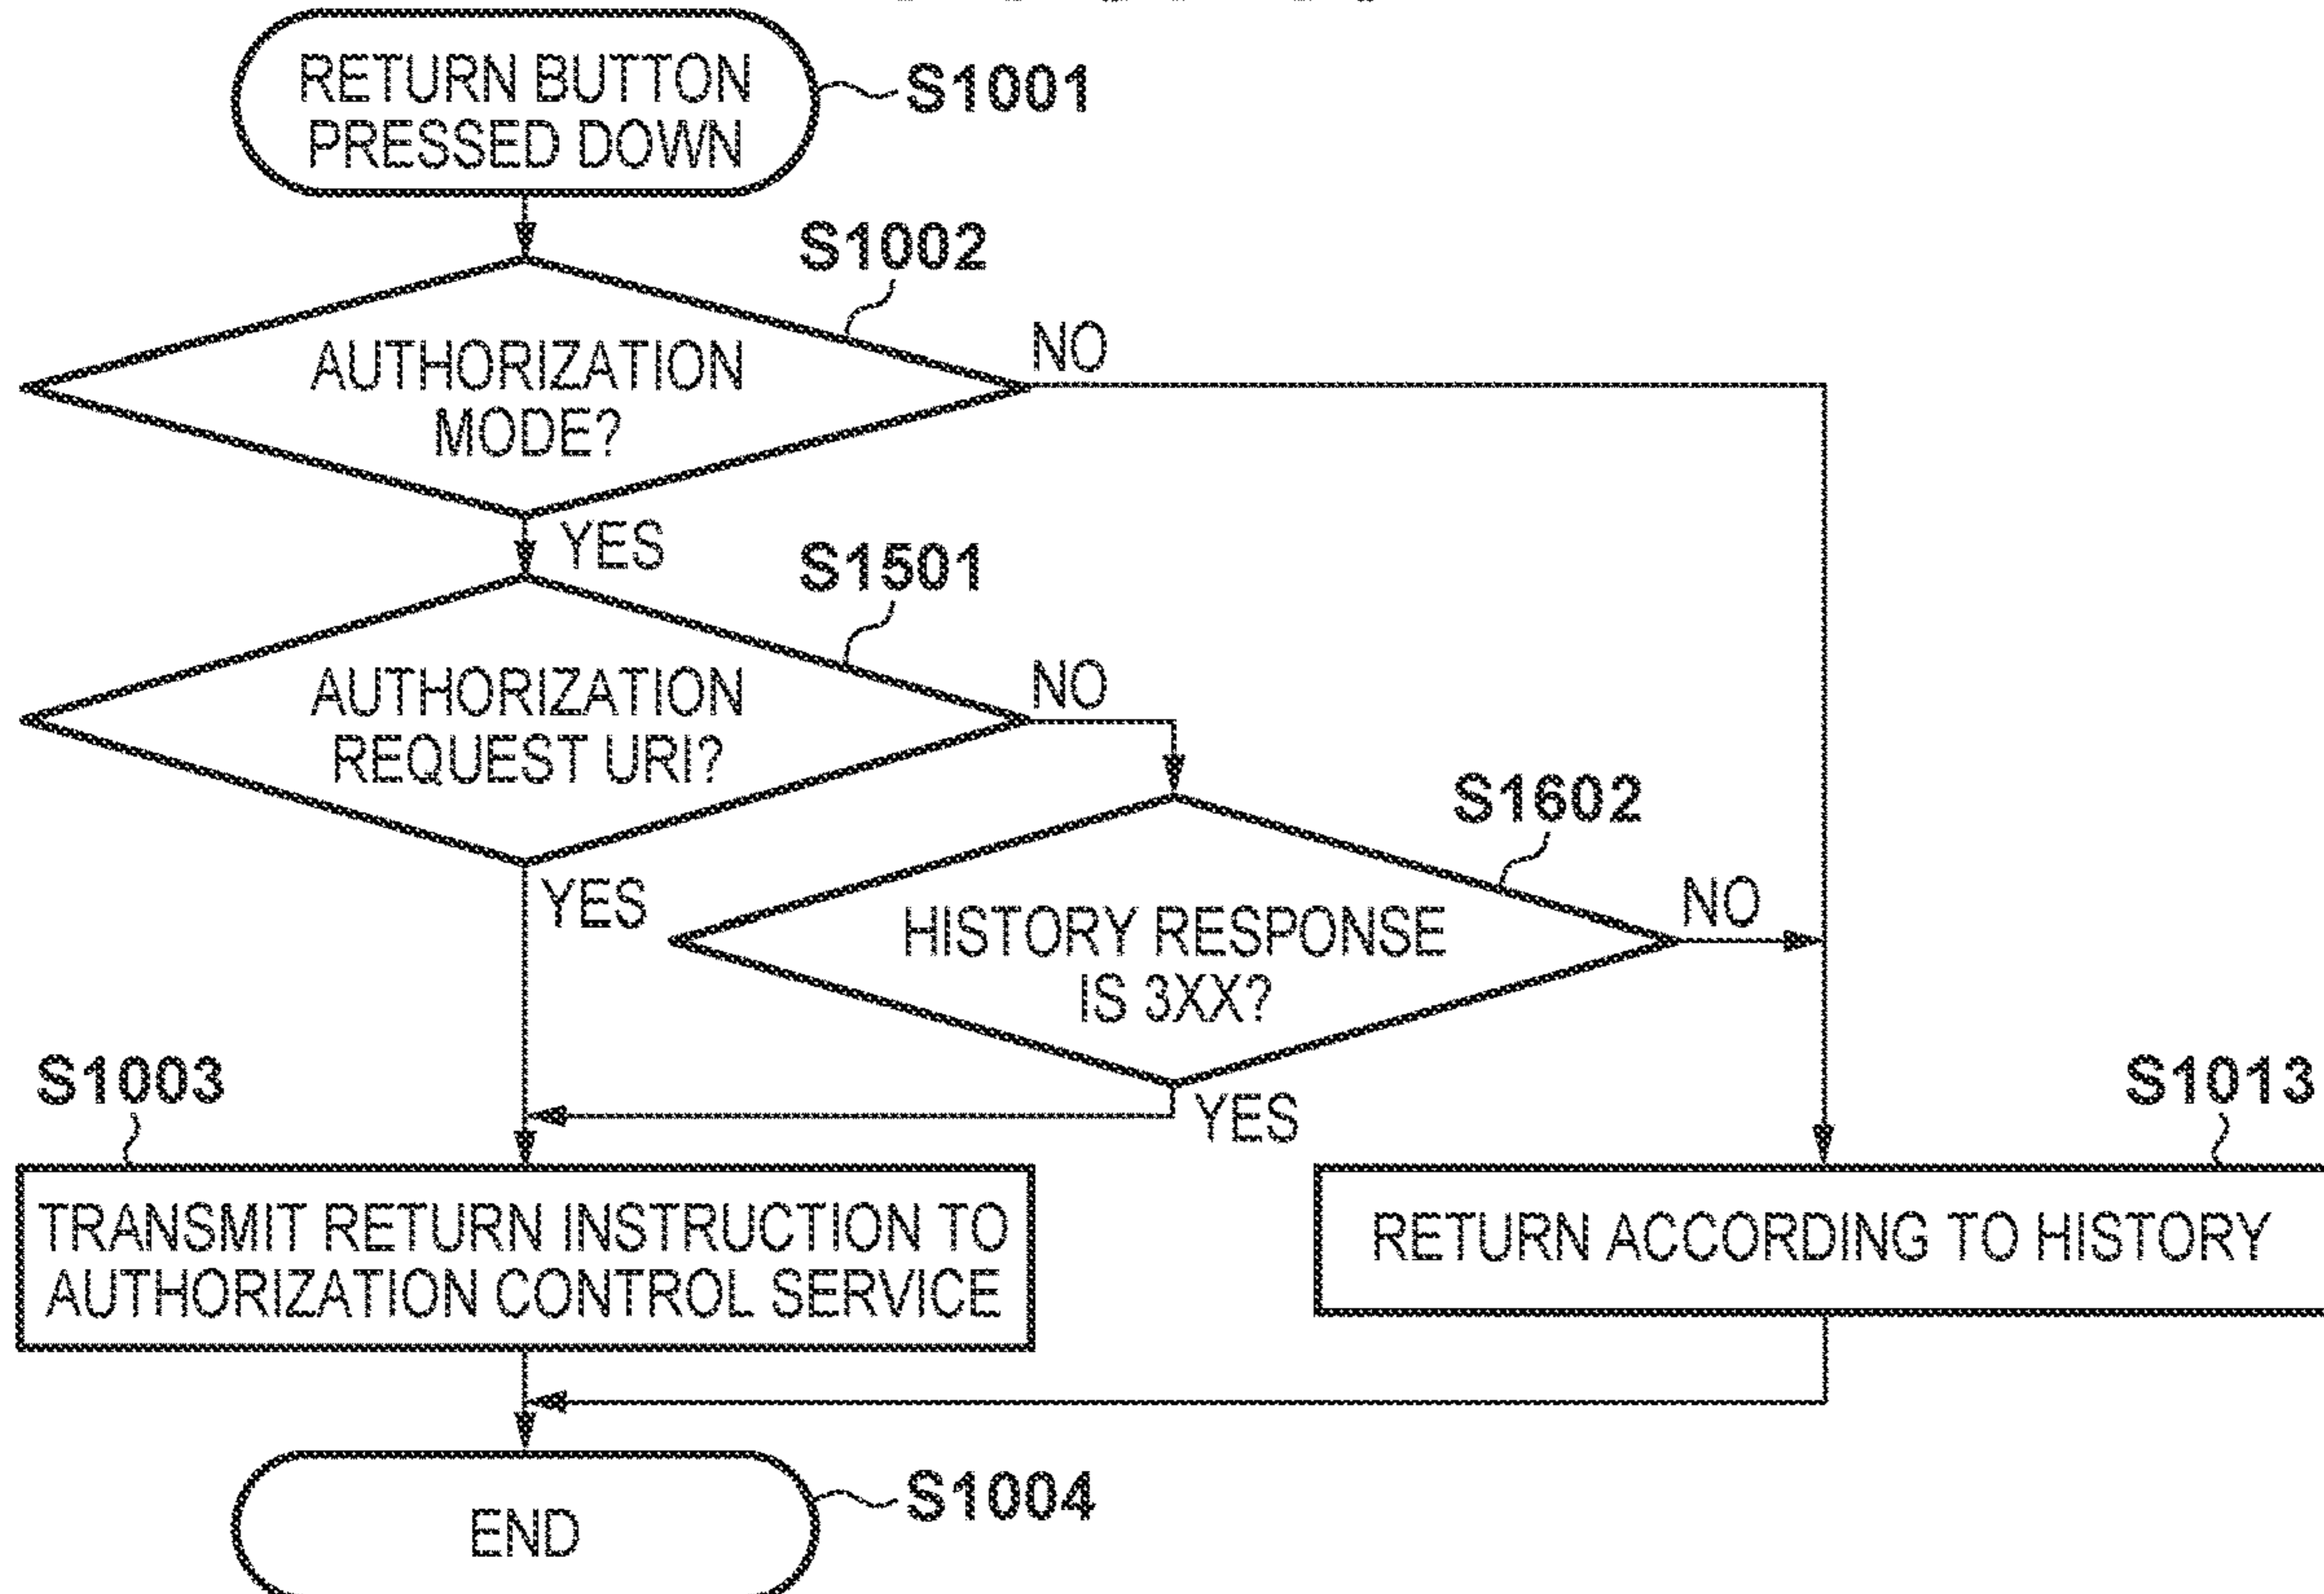 RETURN BUTTON
PRESSED DOWN
S1001
S1002
AUTHORIZATION
MODE?
NO
YES
S1501
AUTHORIZATION
REQUEST URI?
NO
S1602
YES
HISTORY RESPONSE
IS 3XX?
NO
YES
S1003
S1013
TRANSMIT RETURN INSTRUCTION TO
AUTHORIZATION CONTROL SERVICE
RETURN ACCORDING TO HISTORY
END
S1004